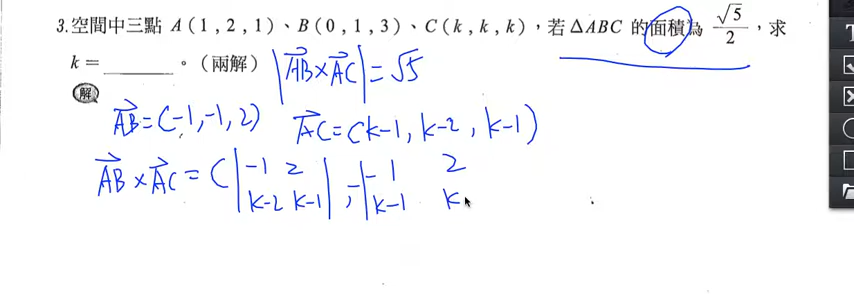 3.空間中三點 A(1,2,1)、B(0,1,3)、C(k,k,k),若 ΔABC 的面積為 √5/2,求
k=______。(兩解) |AB×AC|=√5
解
AB=(-1,-1,2) AC=(k-1,k-2,k-1)
AB×AC=(|-1 2|,-|-1 2
k-2 k-1| k-1 k